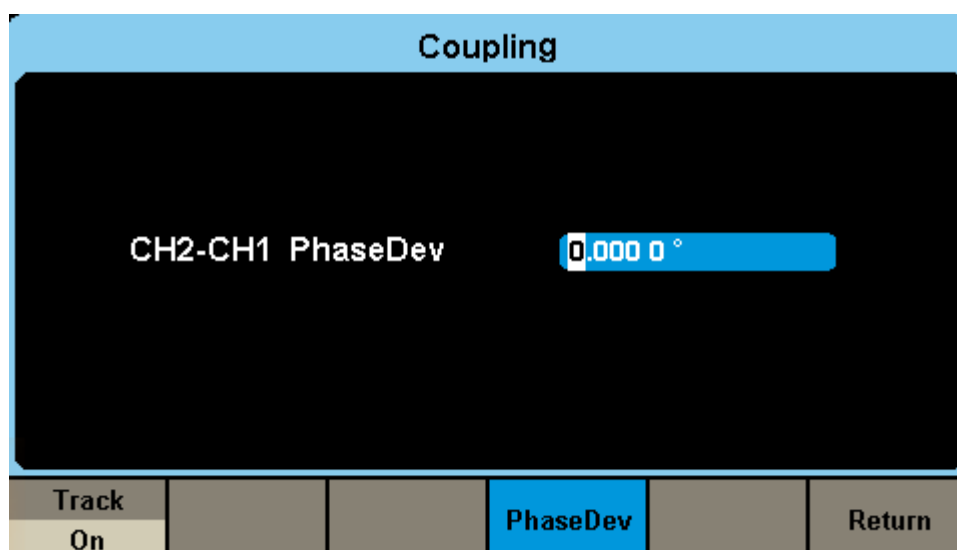 Coupling
CH2-CH1 PhaseDev 0.000 0 °
Track
On
PhaseDev
Return